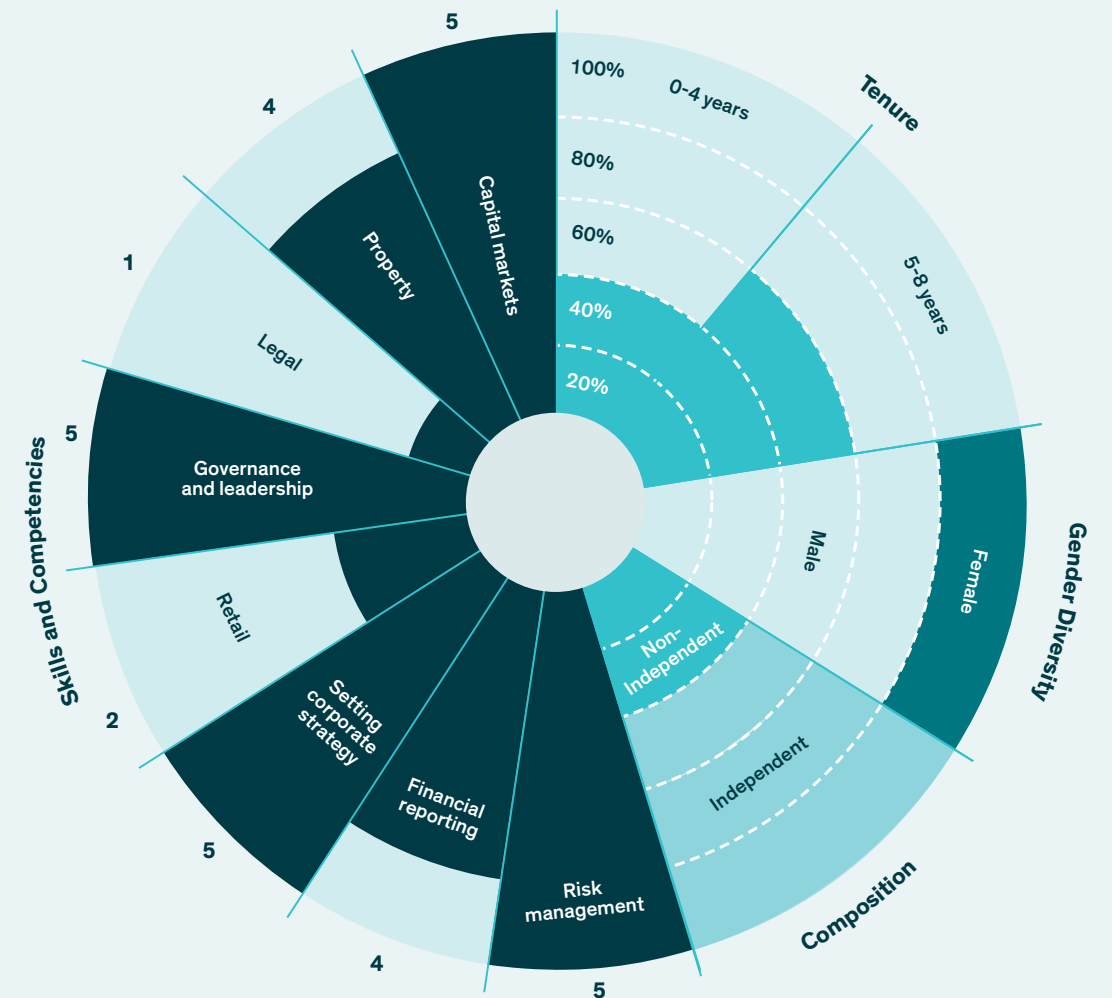 5
4
1
5
2
5
4
5
Capital markets
Property
Legal
Governance
and leadership
Retail
Setting
corporate
strategy
Financial
reporting
Risk
management
Skills and Competencies
100%
80%
60%
40%
20%
0-4 years
Tenure
5-8 years
Male
Female
Gender Diversity
Non-
Independent
Independent
Composition